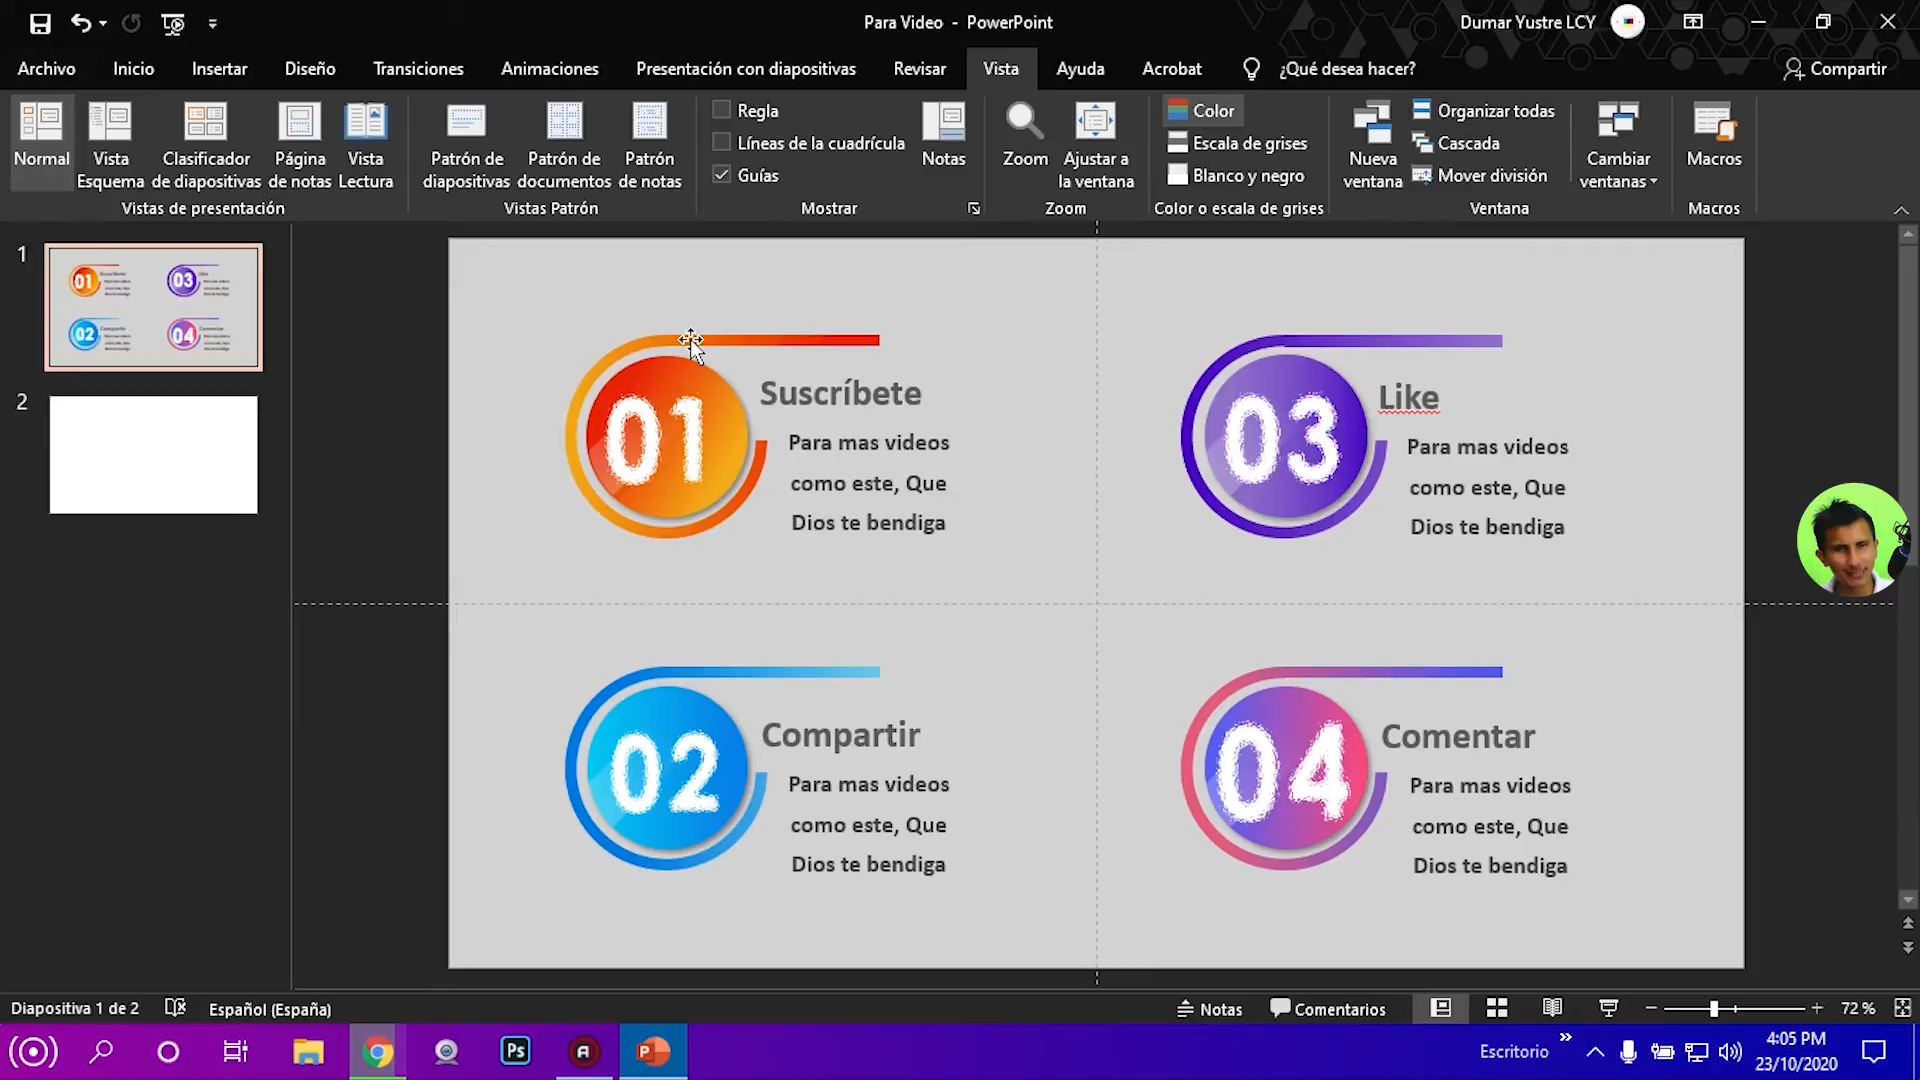 Para Video - PowerPoint
Dumar Yustre LCY
Archivo
Inicio
Insertar
Diseño
Transiciones
Animaciones
Presentación con diapositivas
Revisar
Vista
Ayuda
Acrobat
¿Qué desea hacer?
Compartir
Normal
Vista
Esquema
Clasificador
de diapositivas
Página
de notas
Vista
Lectura
Vistas de presentación
Patrón de
diapositivas
Patrón de
documentos
Patrón
de notas
Vistas Patrón
Regla
Líneas de la cuadrícula
Guías
Mostrar
Notas
Zoom
Ajustar a
la ventana
Zoom
Color
Escala de grises
Blanco y negro
Color o escala de grises
Nueva
ventana
Organizar todas
Cascada
Mover división
Cambiar
ventanas
Ventana
Macros
Macros
1
2
01
Suscríbete
Para mas videos
como este, Que
Dios te bendiga
03
Like
Para mas videos
como este, Que
Dios te bendiga
02
Compartir
Para mas videos
como este, Que
Dios te bendiga
04
Comentar
Para mas videos
como este, Que
Dios te bendiga
Diapositiva 1 de 2
Español (España)
Notas
Comentarios
72 %
Ps
Escritorio
4:05 PM
23/10/2020